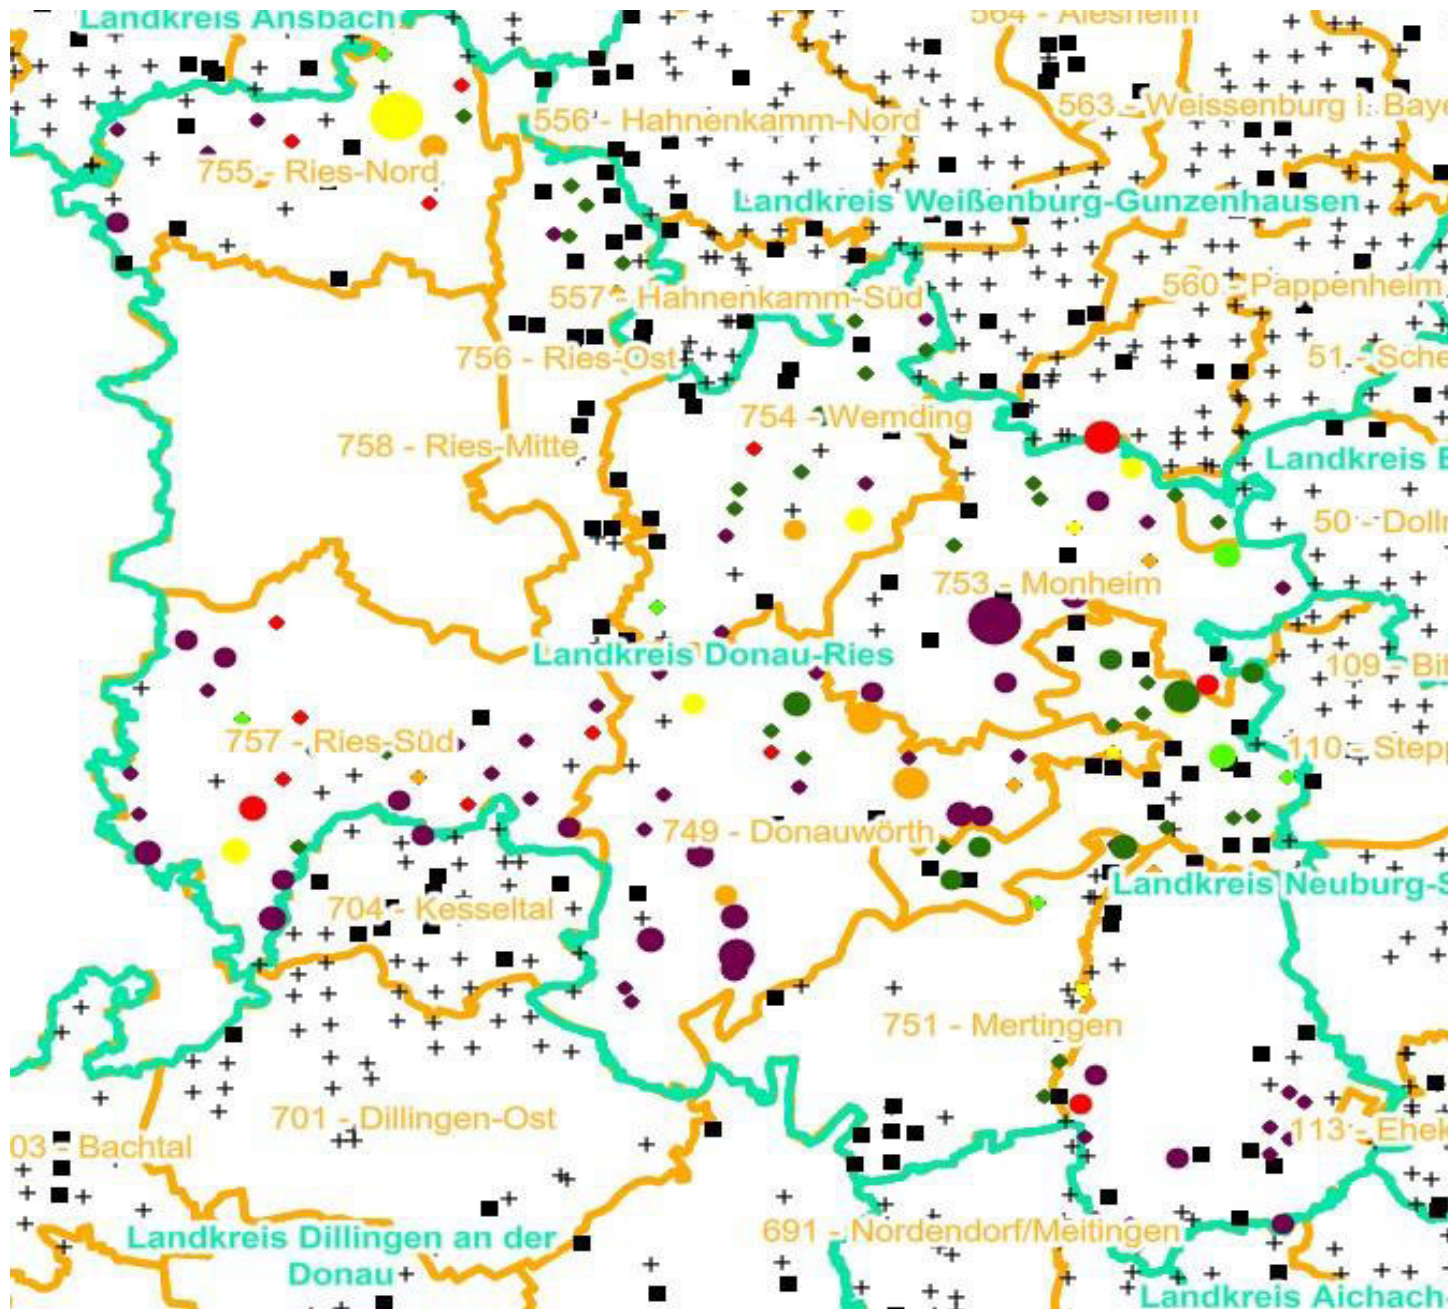 Landkreis Ansbach
564 - Alesheim
556 - Hahnenkamm-Nord
563 - Weissenburg i. Baye
755 - Ries-Nord
Landkreis Weißenburg-Gunzenhausen
557 - Hahnenkamm-Süd
560 - Pappenheim
756 - Ries-Ost
51 - Sche
754 - Wemding
758 - Ries-Mitte
Landkreis E
50 - Dolln
753 - Monheim
Landkreis Donau-Ries
109 - Bit
757 - Ries-Süd
110 - Stepp
749 - Donauwörth
Landkreis Neuburg-S
704 - Kesseltal
751 - Mertingen
701 - Dillingen-Ost
03 - Bachtal
113 - Ehek
691 - Nordendorf/Meitingen
Landkreis Dillingen an der
Donau
Landkreis Aichach-